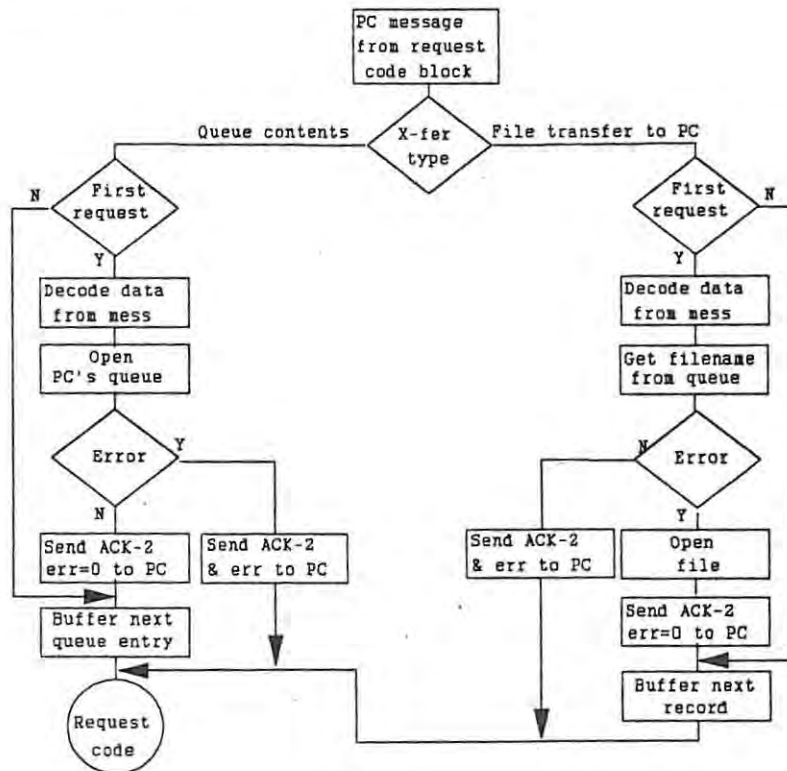 PC message
from request
code block
Queue contents
X-fer
type
File transfer to PC
N
First
request
Y
Decode data
from mess
Open
PC's queue
Error
Y
N
Send ACK-2
err=0 to PC
Send ACK-2
& err to PC
Buffer next
queue entry
Request
code
First
request
N
Y
Decode data
from mess
Get filename
from queue
N
Error
Y
Send ACK-2
& err to PC
Open
file
Send ACK-2
err=0 to PC
Buffer next
record